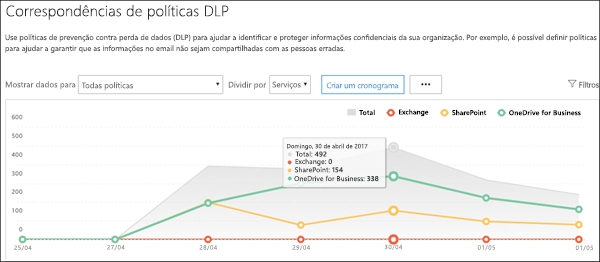 Correspondências de políticas DLP
Use políticas de prevenção contra perda de dados (DLP) para ajudar a identificar e proteger informações confidenciais da sua organização. Por exemplo, é possível definir políticas
para ajudar a garantir que as informações no email não sejam compartilhadas com as pessoas erradas.
Mostrar dados para Todas políticas Dividir por Serviços Criar um cronograma ••• Filtros
Total Exchange SharePoint OneDrive for Business
600
500
400
300
200
100
0
Domingo, 30 de abril de 2017
Total: 492
Exchange: 0
SharePoint: 154
OneDrive for Business: 338
25/04 27/04 28/04 29/04 30/04 01/05 01/05